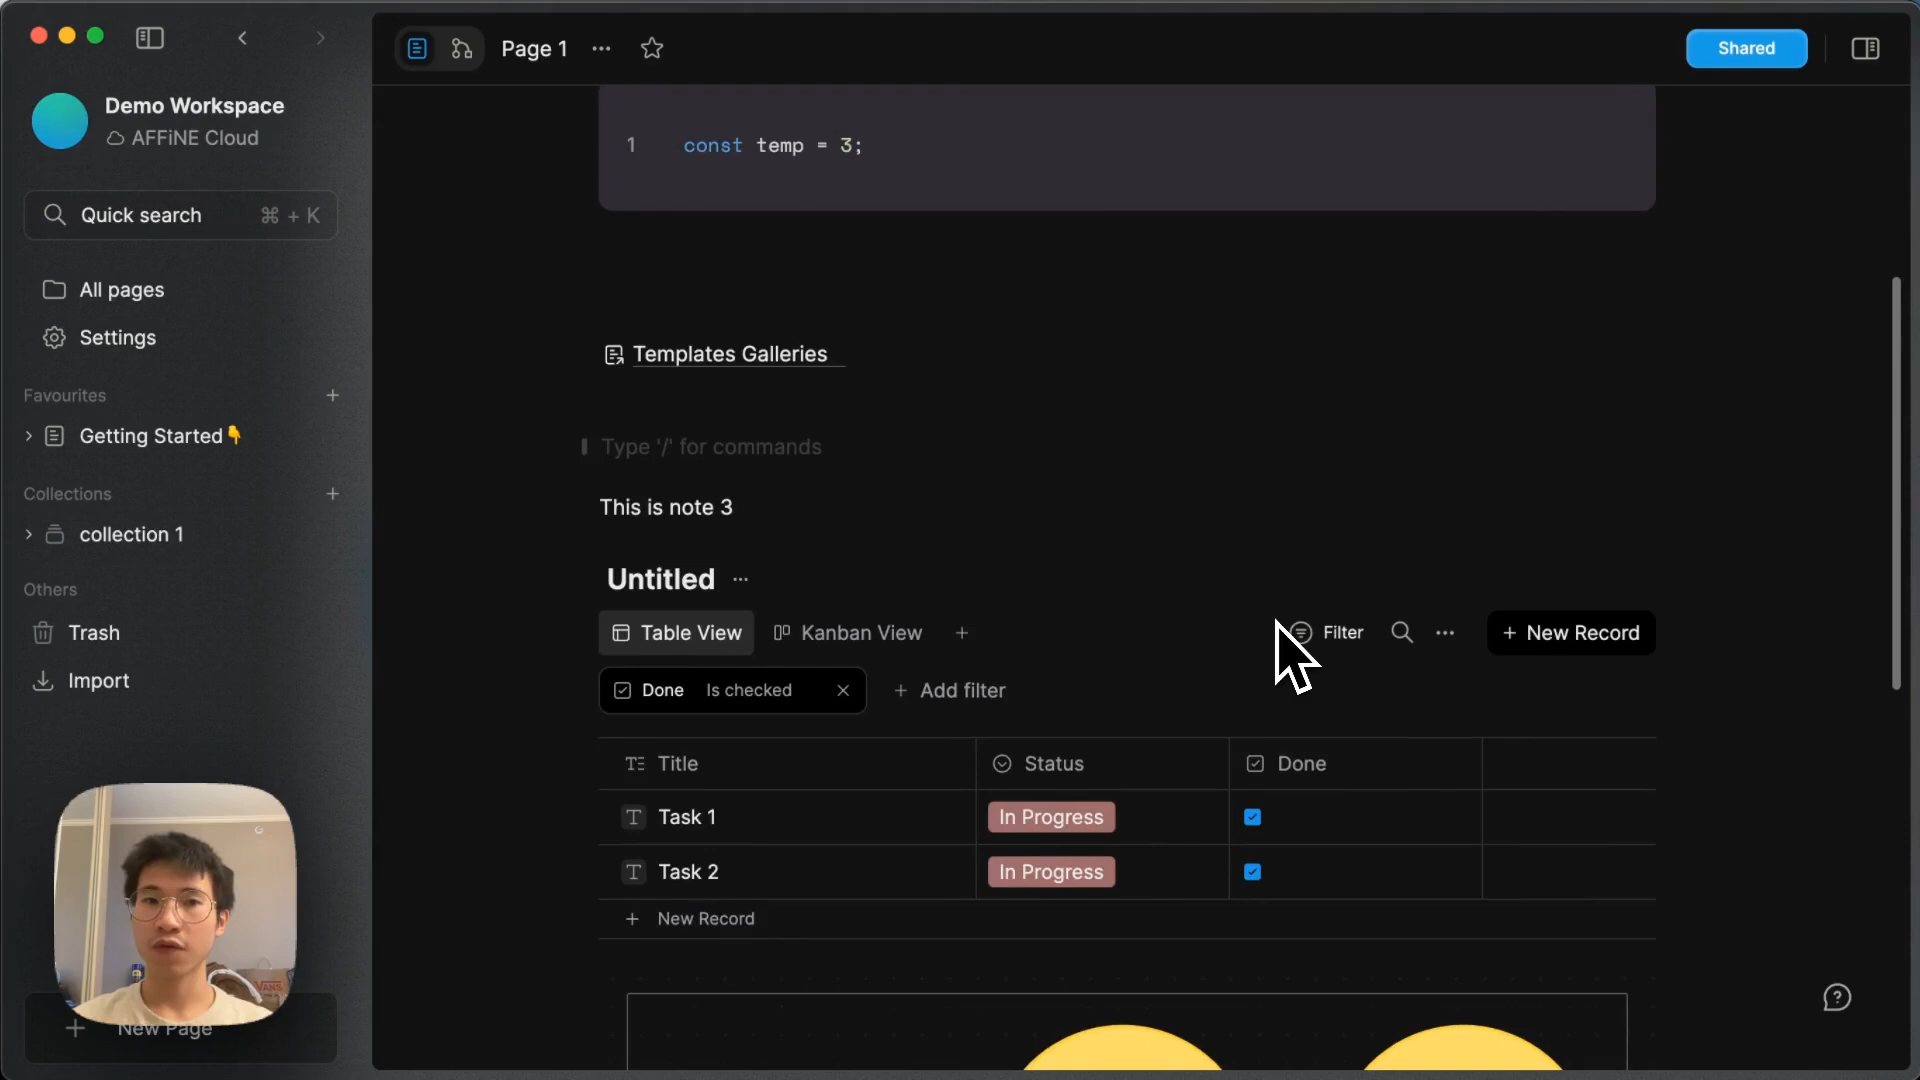 Page 1
Shared
Demo Workspace
AFFiNE Cloud
Quick search ⌘ + K
All pages
Settings
Favourites
Getting Started👇
Collections
collection 1
Others
Trash
Import
New Page
1 const temp = 3;
Templates Galleries
Type '/' for commands
This is note 3
Untitled
Table View Kanban View Filter + New Record
Done Is checked + Add filter
Title Status Done
Task 1 In Progress
Task 2 In Progress
+ New Record
VANS